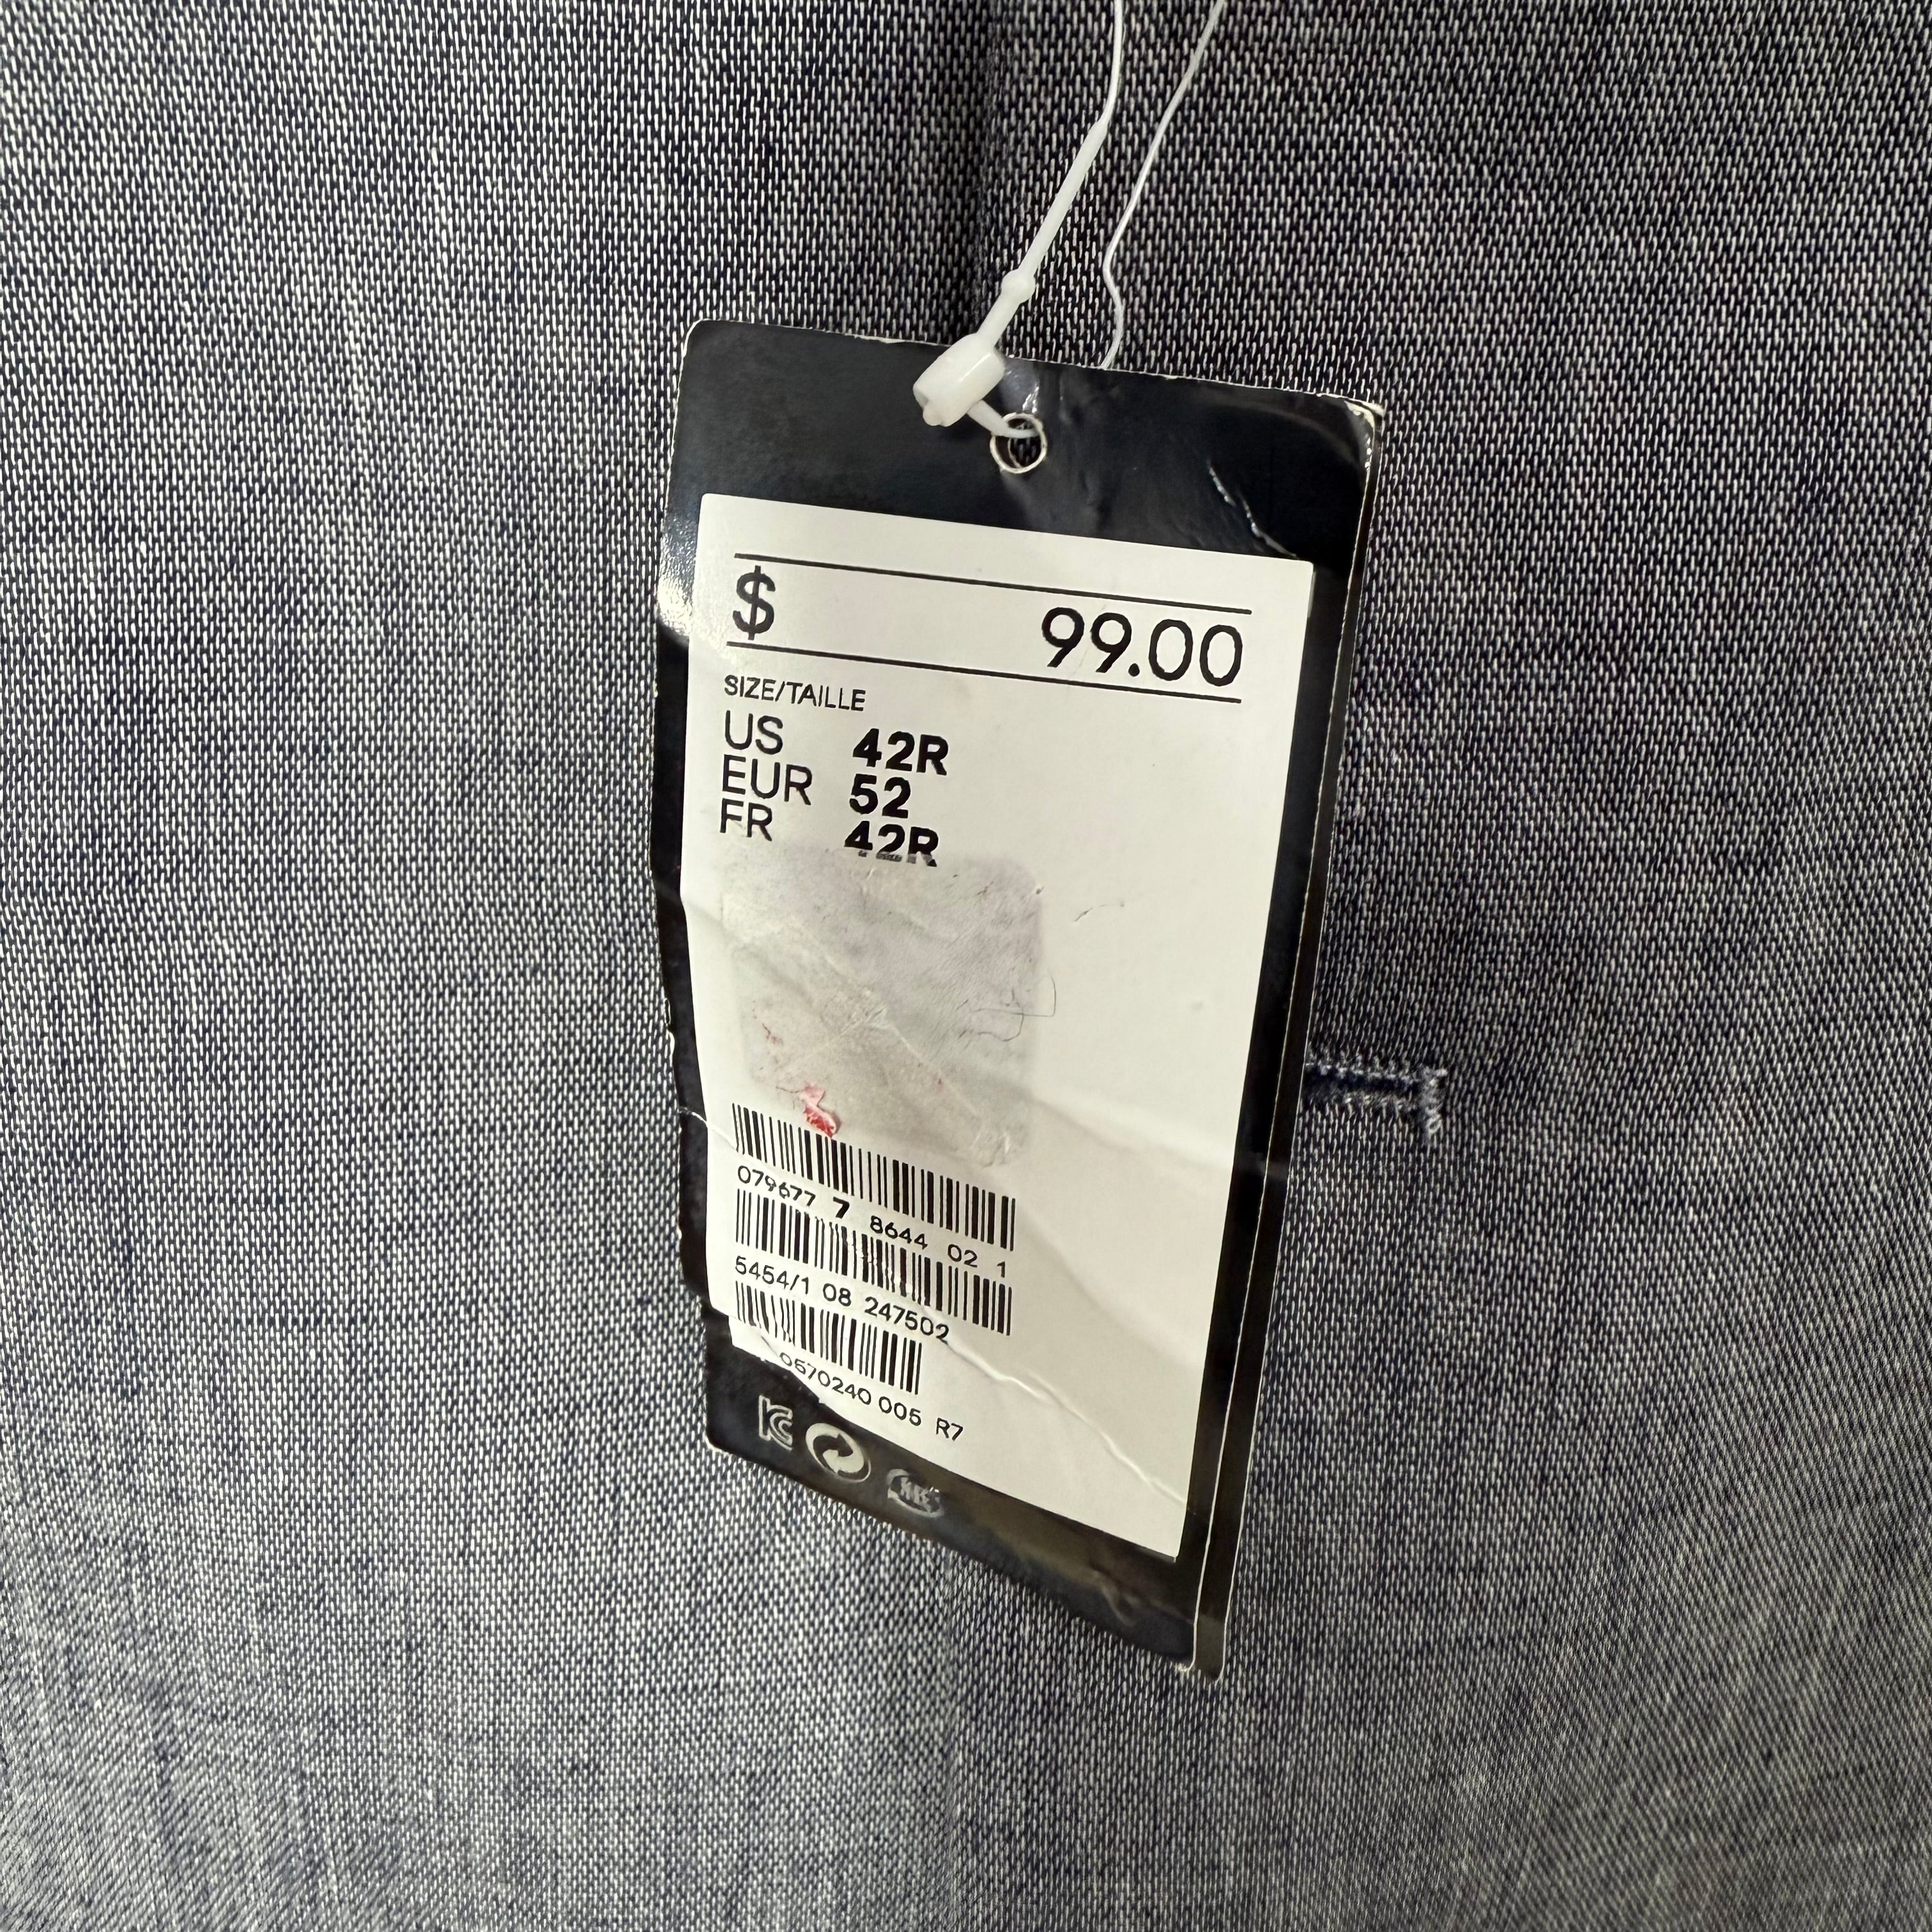 $ 99.00
SIZE/TAILLE
US 42R
EUR 52
FR 42R
079677 7 8644 02 1
5454/1 08 247502
0670240 005 R7